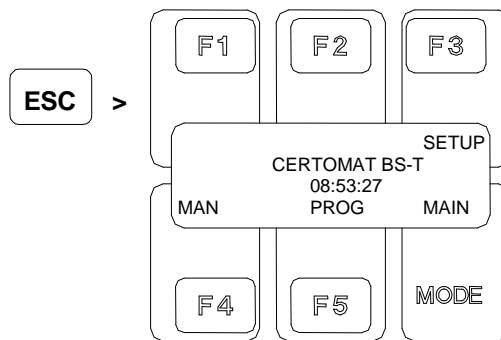 F1 F2 F3
ESC >
SETUP
CERTOMAT BS-T
08:53:27
MAN PROG MAIN
F4 F5 MODE